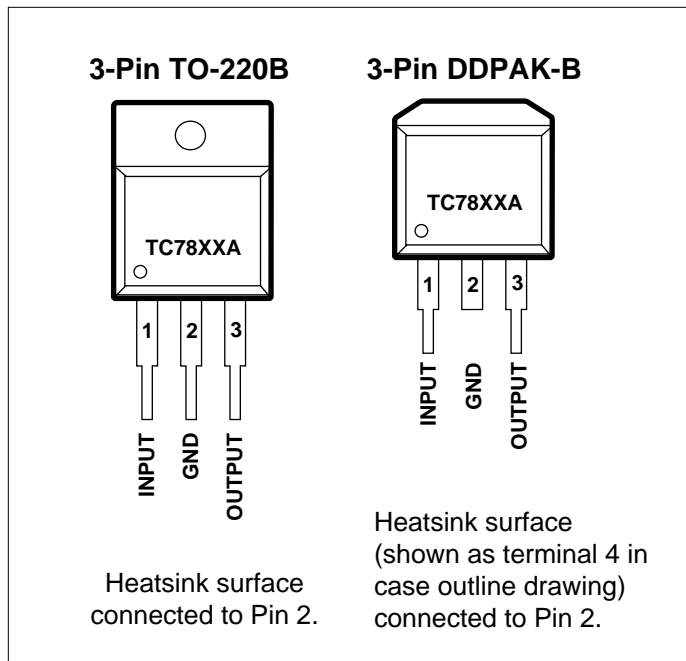 3-Pin TO-220B
3-Pin DDPAK-B
TC78XXA
1
2
3
INPUT
GND
OUTPUT
Heatsink surface
connected to Pin 2.
TC78XXA
1
2
3
INPUT
GND
OUTPUT
Heatsink surface
(shown as terminal 4 in
case outline drawing)
connected to Pin 2.